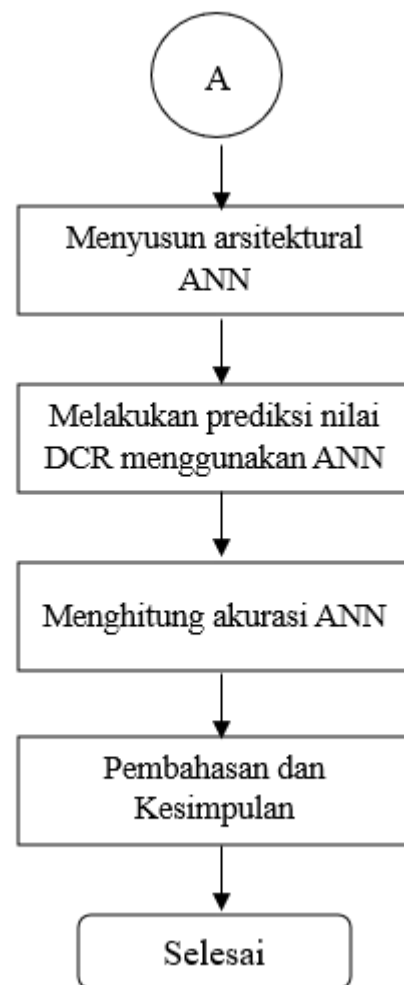 A
Menyusun arsitektural
ANN
Melakukan prediksi nilai
DCR menggunakan ANN
Menghitung akurasi ANN
Pembahasan dan
Kesimpulan
Selesai